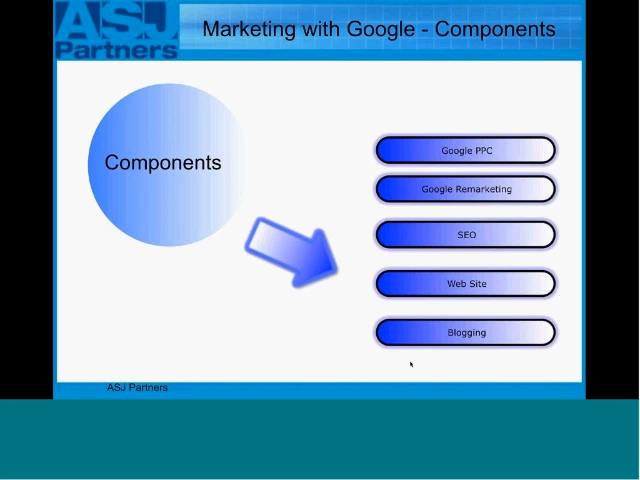 ASJ
Partners
Marketing with Google - Components
Components
Google PPC
Google Remarketing
SEO
Web Site
Blogging
ASJ Partners